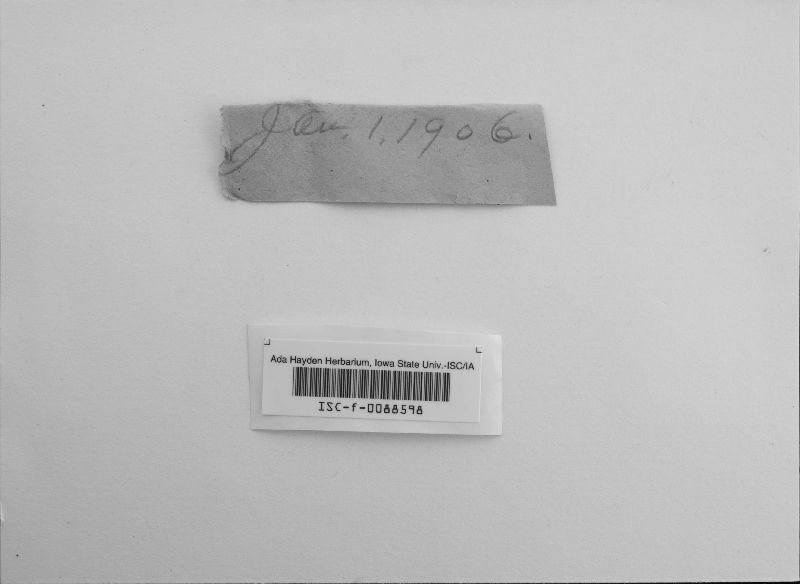 Jan. 1, 1906.
Ada Hayden Herbarium, Iowa State Univ.-ISC/IA
ISC-f-0088598